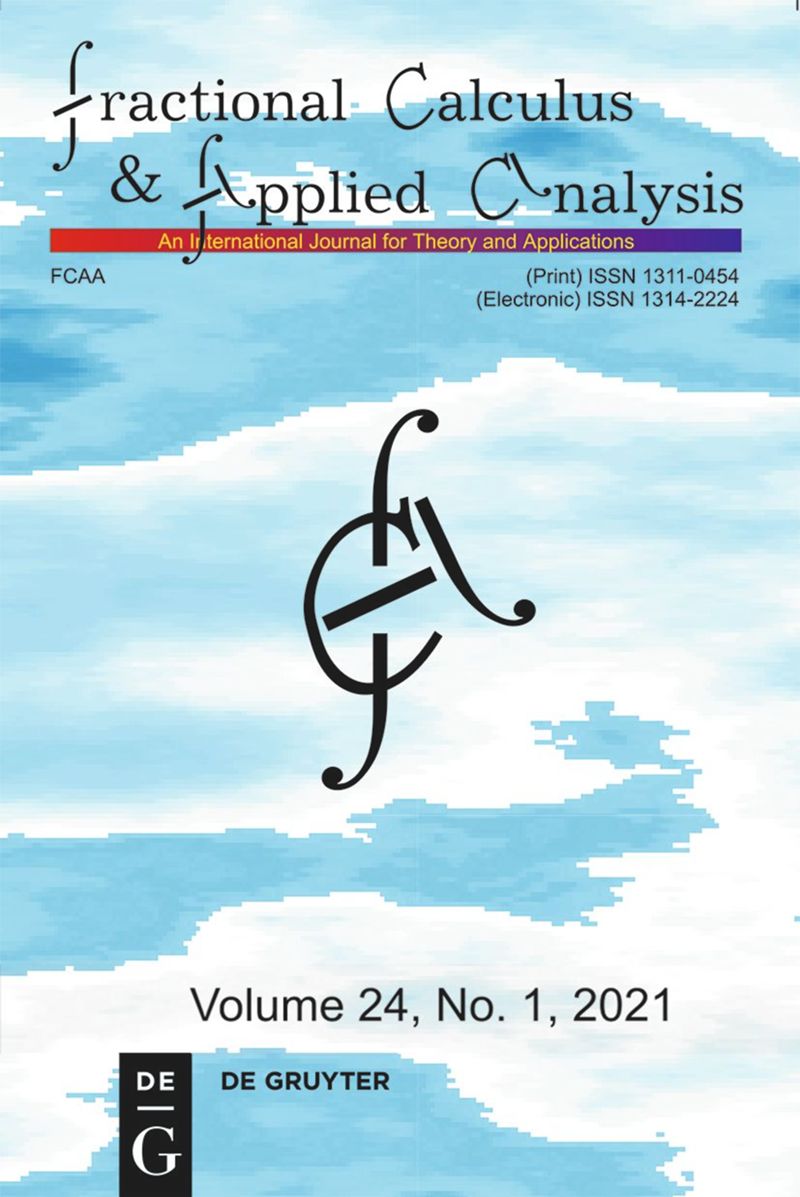 Fractional Calculus
& Applied Analysis
An International Journal for Theory and Applications
FCAA
(Print) ISSN 1311-0454
(Electronic) ISSN 1314-2224
Volume 24, No. 1, 2021
DE
G
DE GRUYTER